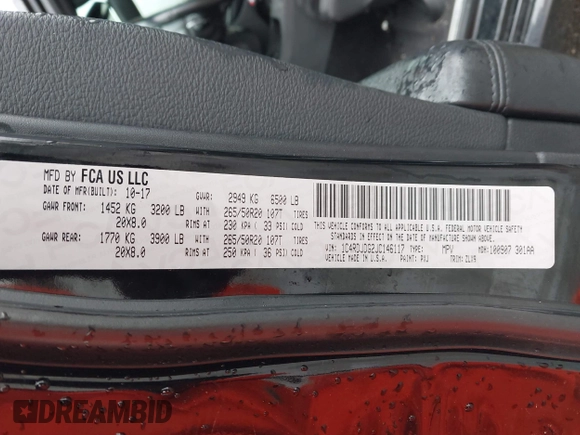 MFD BY FCA US LLC
DATE OF MFR(BUILT): 10-17 GVWR: 2949 KG 6500 LB
GAWR FRONT: 1452 KG 3200 LB WITH 265/50R20 107T TIRES
20X8.0 RIMS AT 230 KPA ( 33 PSI) COLD
GAWR REAR: 1770 KG 3900 LB WITH 265/50R20 107T TIRES
20X8.0 RIMS AT 250 KPA ( 36 PSI) COLD
THIS VEHICLE CONFORMS TO ALL APPLICABLE U.S.A. FEDERAL MOTOR VEHICLE SAFETY
STANDARDS IN EFFECT ON THE DATE OF MANUFACTURE SHOWN ABOVE.
VIN: 1C4RDJDG2JC146117 TYPE: MPV MDH:100907 301AA
VEHICLE MADE IN U.S.A. PAINT: PXJ TRIM: ZLXR
DREAMBID